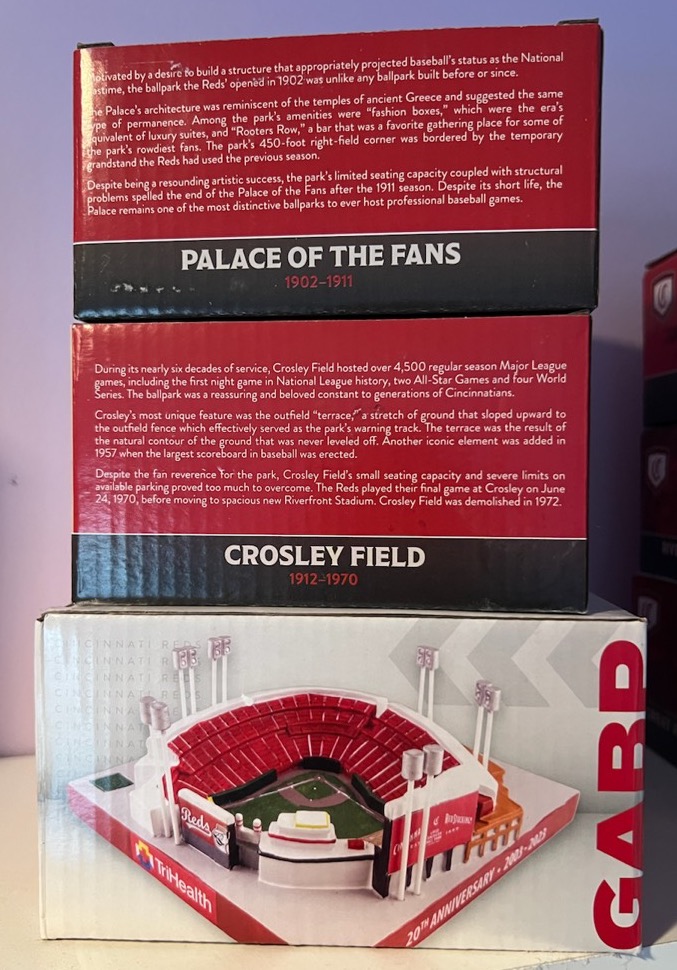 otivated by a desire to build a structure that appropriately projected baseball's status as the National
astime, the ballpark the Reds' opened in 1902 was unlike any ballpark built before or since.
he Palace's architecture was reminiscent of the temples of ancient Greece and suggested the same
type of permanence. Among the park's amenities were "fashion boxes," which were the era's
equivalent of luxury suites, and "Rooters Row," a bar that was a favorite gathering place for some of
the park's rowdiest fans. The park's 450-foot right-field corner was bordered by the temporary
grandstand the Reds had used the previous season.
Despite being a resounding artistic success, the park's limited seating capacity coupled with structural
problems spelled the end of the Palace of the Fans after the 1911 season. Despite its short life, the
Palace remains one of the most distinctive ballparks to ever host professional baseball games.
PALACE OF THE FANS
1902–1911
During its nearly six decades of service, Crosley Field hosted over 4,500 regular season Major League
games, including the first night game in National League history, two All-Star Games and four World
Series. The ballpark was a reassuring and beloved constant to generations of Cincinnatians.
Crosley's most unique feature was the outfield "terrace," a stretch of ground that sloped upward to
the outfield fence which effectively served as the park's warning track. The terrace was the result of
the natural contour of the ground that was never leveled off. Another iconic element was added in
1957 when the largest scoreboard in baseball was erected.
Despite the fan reverence for the park, Crosley Field's small seating capacity and severe limits on
available parking proved too much to overcome. The Reds played their final game at Crosley on June
24, 1970, before moving to spacious new Riverfront Stadium. Crosley Field was demolished in 1972.
CROSLEY FIELD
1912–1970
CINCINNATI REDS
CINCINNATI REDS
CINCINNATI REDS
CINCINNATI REDS
Reds
TriHealth
20TH ANNIVERSARY • 2003-2023
GABP